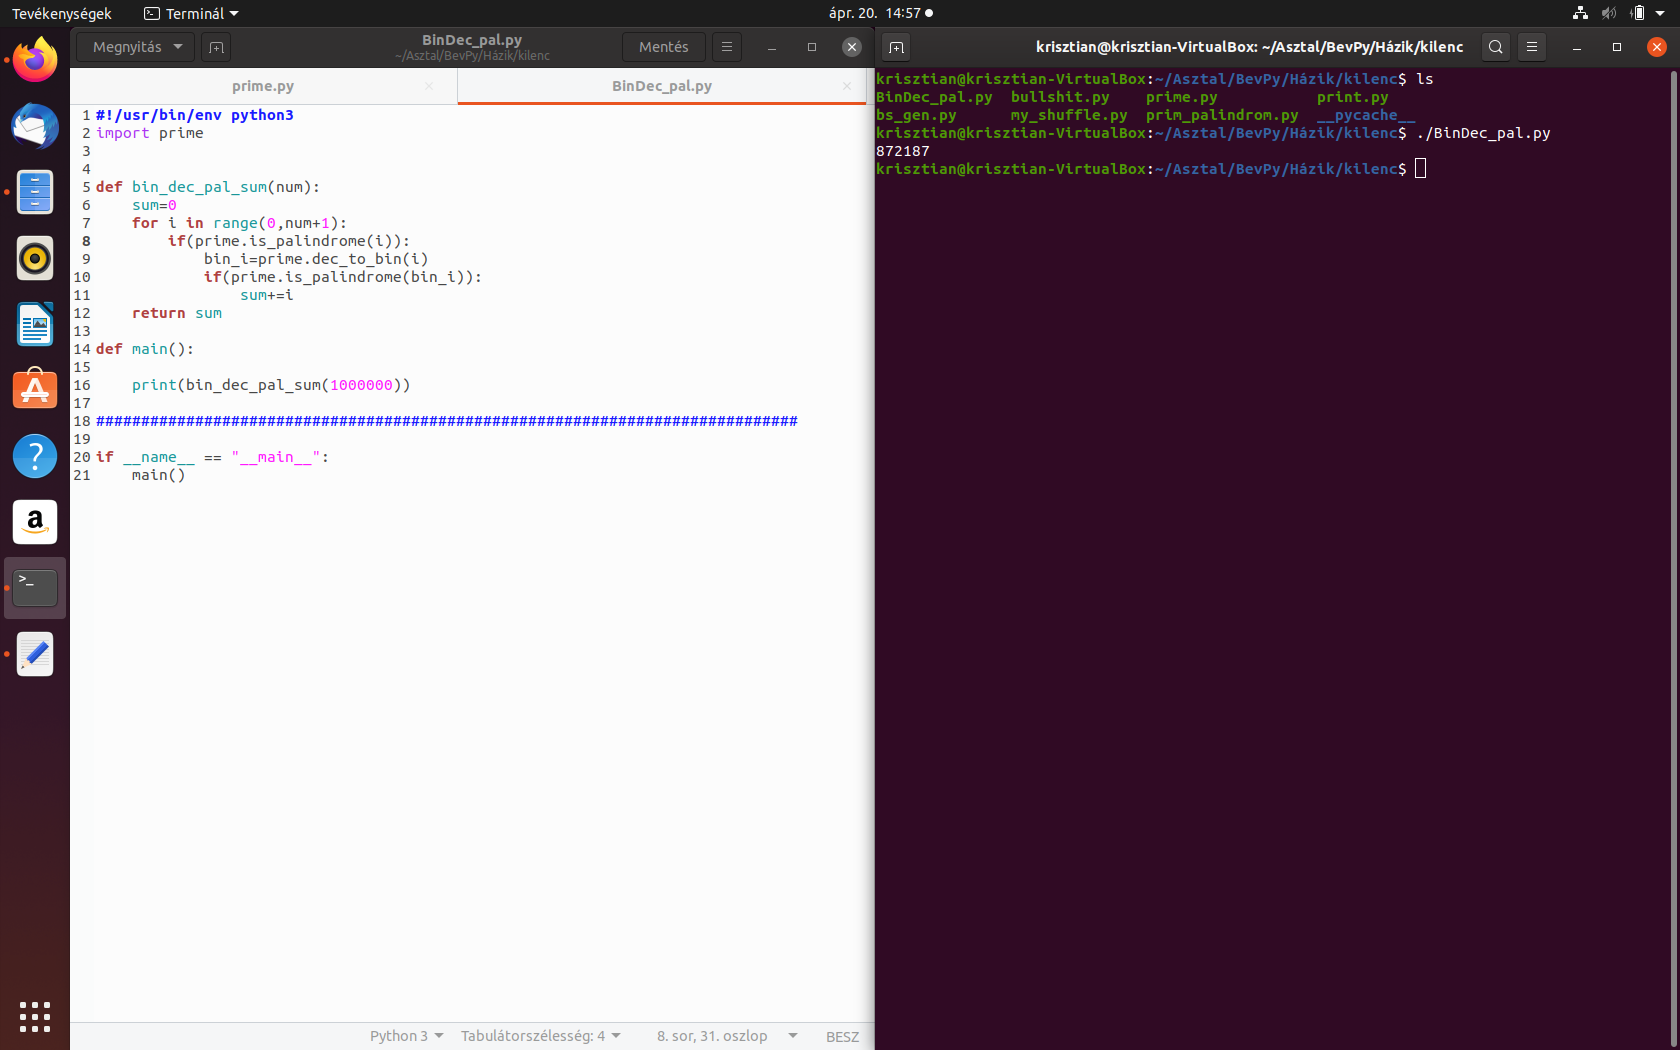 Tevékenységek
Terminál
ápr. 20. 14:57
Megnyitás
BinDec_pal.py
~/Asztal/BevPy/Házik/kilenc
Mentés
prime.py
BinDec_pal.py
1 #!/usr/bin/env python3
2 import prime
3
4
5 def bin_dec_pal_sum(num):
6     sum=0
7     for i in range(0,num+1):
8         if(prime.is_palindrome(i)):
9             bin_i=prime.dec_to_bin(i)
10             if(prime.is_palindrome(bin_i)):
11                 sum+=i
12     return sum
13
14 def main():
15
16     print(bin_dec_pal_sum(1000000))
17
18 ##############################################################################
19
20 if __name__ == "__main__":
21     main()
Python 3
Tabulátorszélesség: 4
8. sor, 31. oszlop
BESZ
krisztian@krisztian-VirtualBox: ~/Asztal/BevPy/Házik/kilenc
krisztian@krisztian-VirtualBox:~/Asztal/BevPy/Házik/kilenc$ ls
BinDec_pal.py  bullshit.py    prime.py           print.py
bs_gen.py      my_shuffle.py  prim_palindrom.py  __pycache__
krisztian@krisztian-VirtualBox:~/Asztal/BevPy/Házik/kilenc$ ./BinDec_pal.py
872187
krisztian@krisztian-VirtualBox:~/Asztal/BevPy/Házik/kilenc$